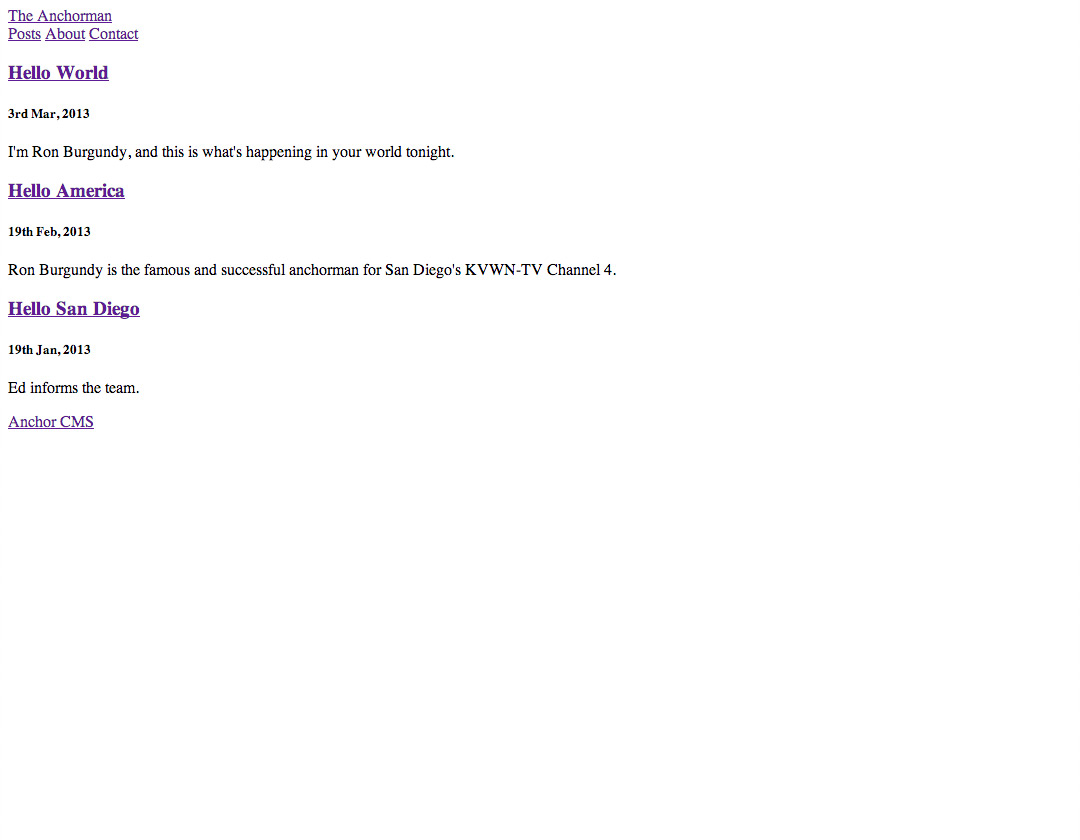 The Anchorman
Posts About Contact
Hello World
3rd Mar, 2013
I'm Ron Burgundy, and this is what's happening in your world tonight.
Hello America
19th Feb, 2013
Ron Burgundy is the famous and successful anchorman for San Diego's KVWN-TV Channel 4.
Hello San Diego
19th Jan, 2013
Ed informs the team.
Anchor CMS